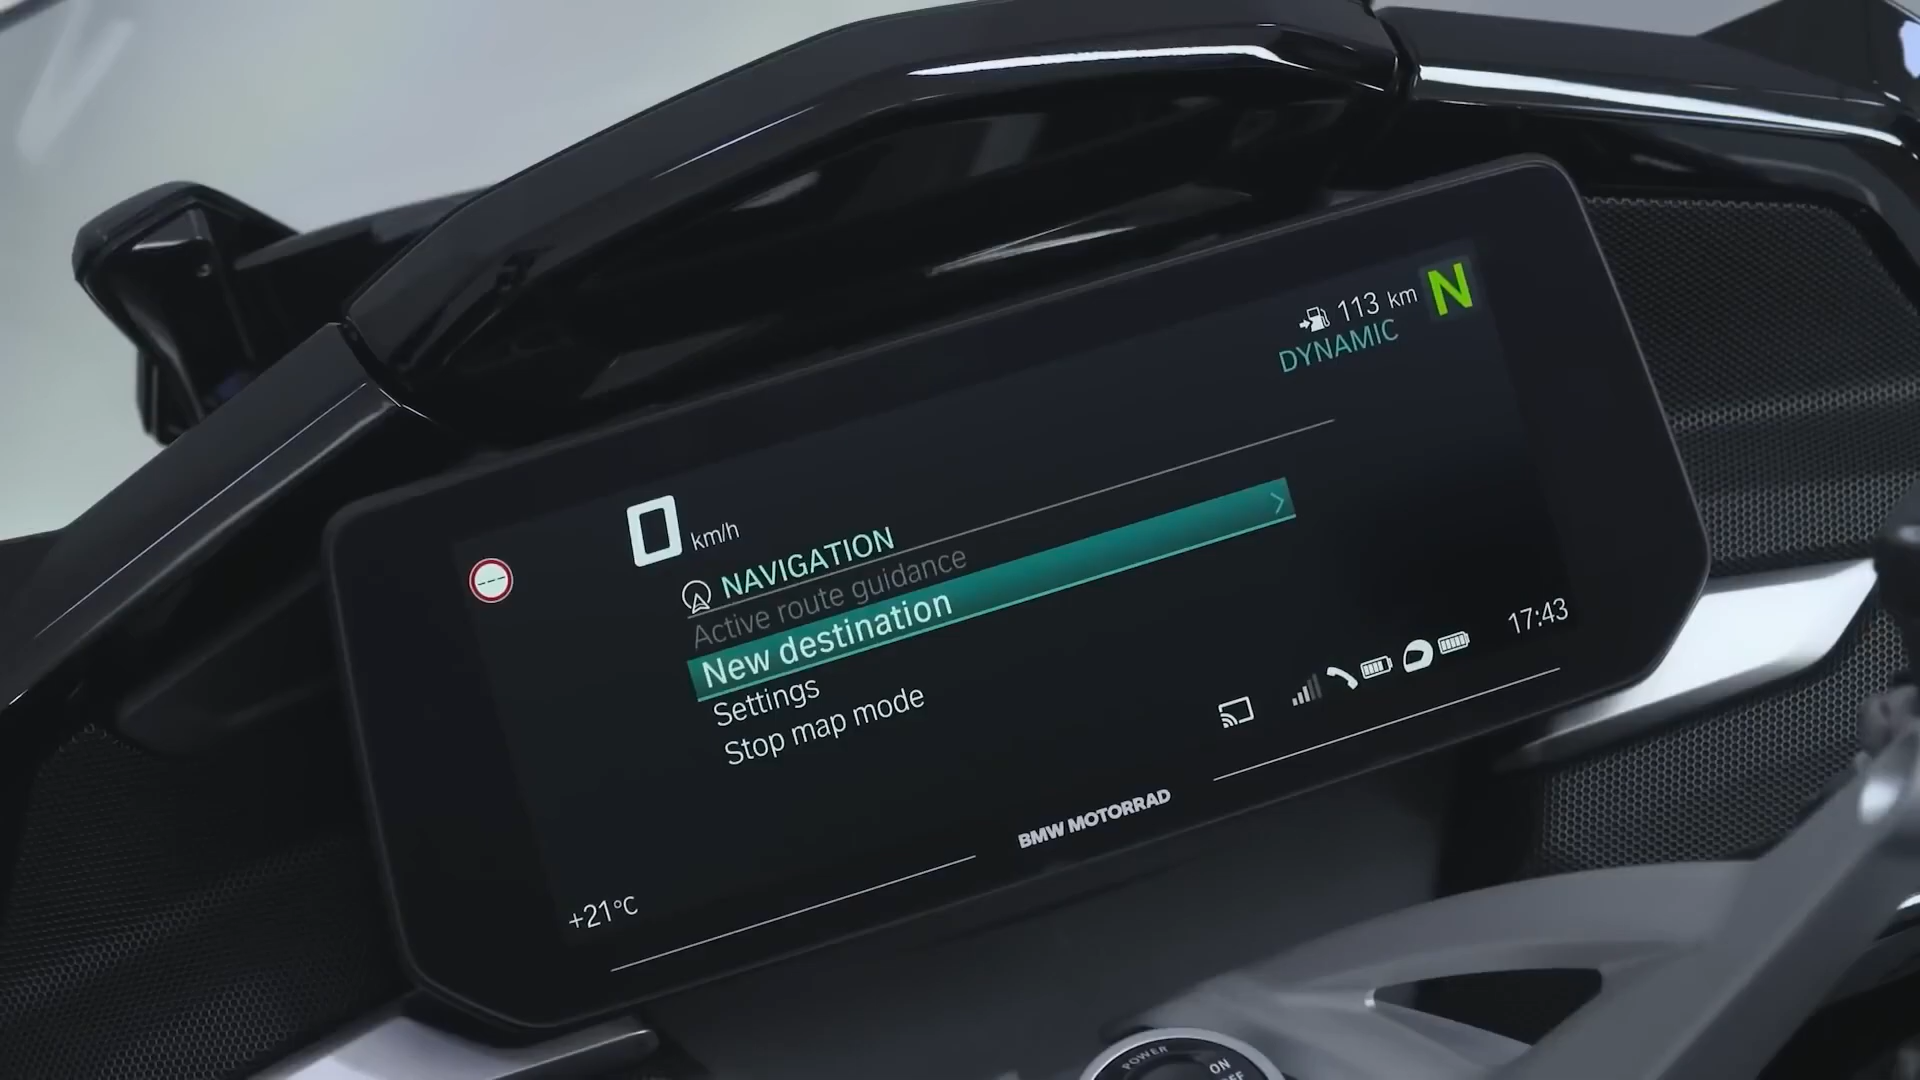 113 km N
DYNAMIC
0 km/h
NAVIGATION
Active route guidance
New destination
Settings
Stop map mode
17:43
+21°C
BMW MOTORRAD
POWER
ON